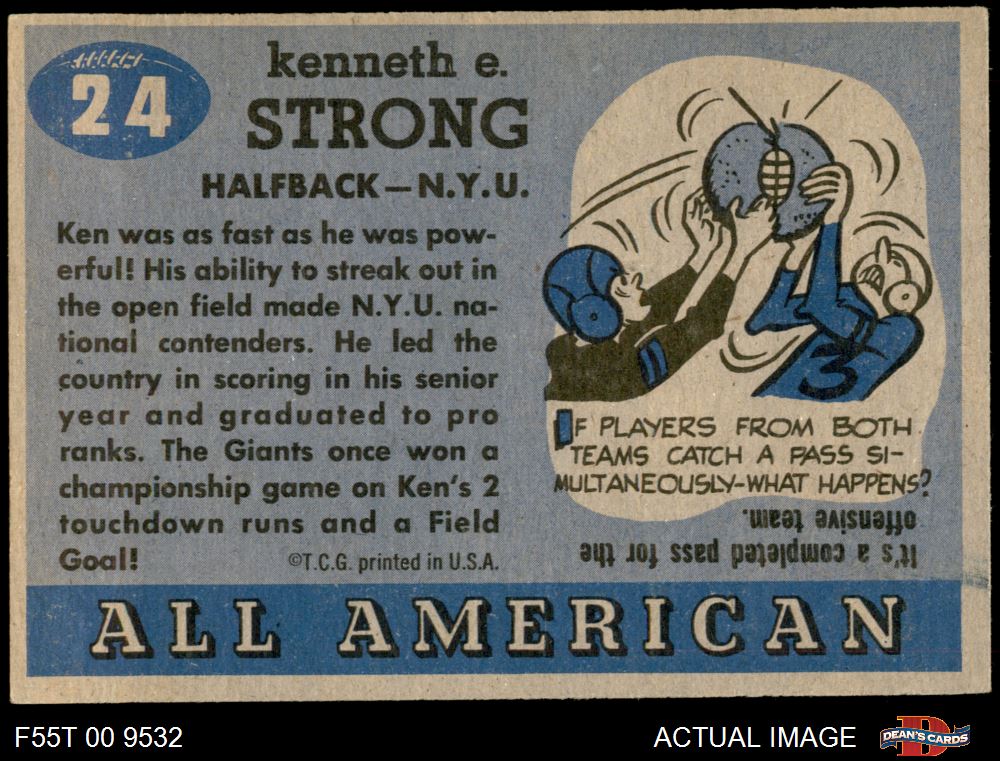 24
kenneth e.
STRONG
HALFBACK—N.Y.U.
Ken was as fast as he was pow-
erful! His ability to streak out in
the open field made N.Y.U. na-
tional contenders. He led the
country in scoring in his senior
year and graduated to pro
ranks. The Giants once won a
championship game on Ken's 2
touchdown runs and a Field
Goal!
©T.C.G. printed in U.S.A.
3
IF PLAYERS FROM BOTH
TEAMS CATCH A PASS SI-
MULTANEOUSLY-WHAT HAPPENS?
It's a completed pass for the
offensive team.
ALL AMERICAN
F55T 00 9532
ACTUAL IMAGE
D
DEAN'S CARDS